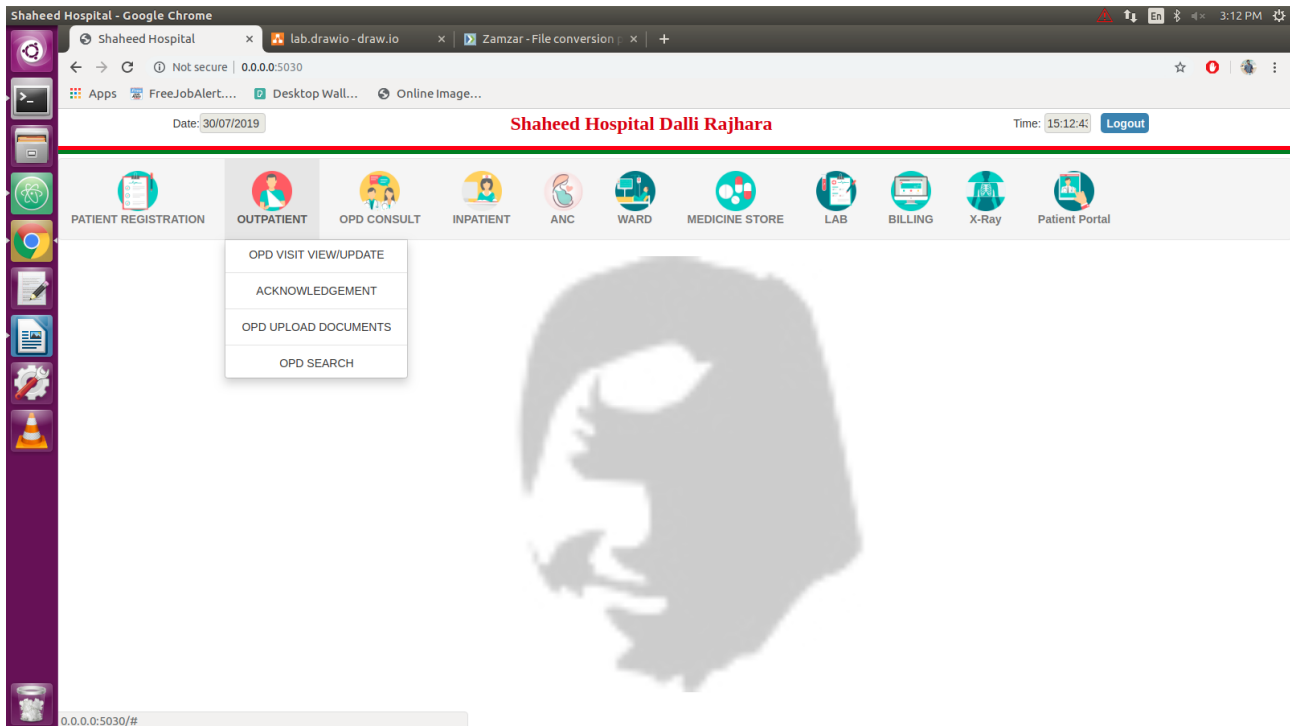 Shaheed Hospital - Google Chrome
En
3:12 PM
Shaheed Hospital
lab.drawio - draw.io
Zamzar - File conversion p
Not secure | 0.0.0.0:5030
Apps
FreeJobAlert....
Desktop Wall...
Online Image...
Date: 30/07/2019
Shaheed Hospital Dalli Rajhara
Time: 15:12:43
Logout
PATIENT REGISTRATION
OUTPATIENT
OPD CONSULT
INPATIENT
ANC
WARD
MEDICINE STORE
LAB
BILLING
X-Ray
Patient Portal
OPD VISIT VIEW/UPDATE
ACKNOWLEDGEMENT
OPD UPLOAD DOCUMENTS
OPD SEARCH
0.0.0.0:5030/#